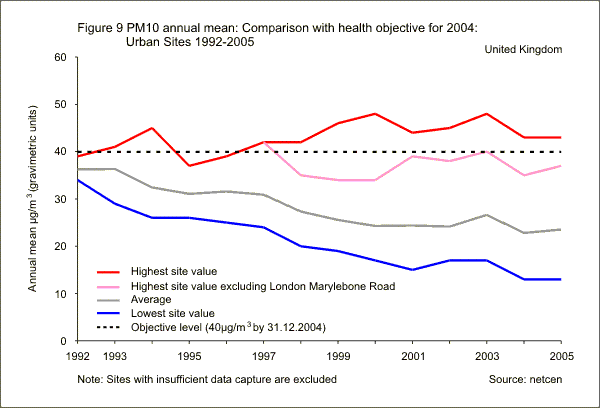 Figure 9 PM10 annual mean: Comparison with health objective for 2004:
Urban Sites 1992-2005
United Kingdom
Annual mean µg/m³ (gravimetric units)
60
50
40
30
20
10
0
Highest site value
Highest site value excluding London Marylebone Road
Average
Lowest site value
Objective level (40µg/m³ by 31.12.2004)
1992 1993 1995 1997 1999 2001 2003 2005
Note: Sites with insufficient data capture are excluded Source: netcen